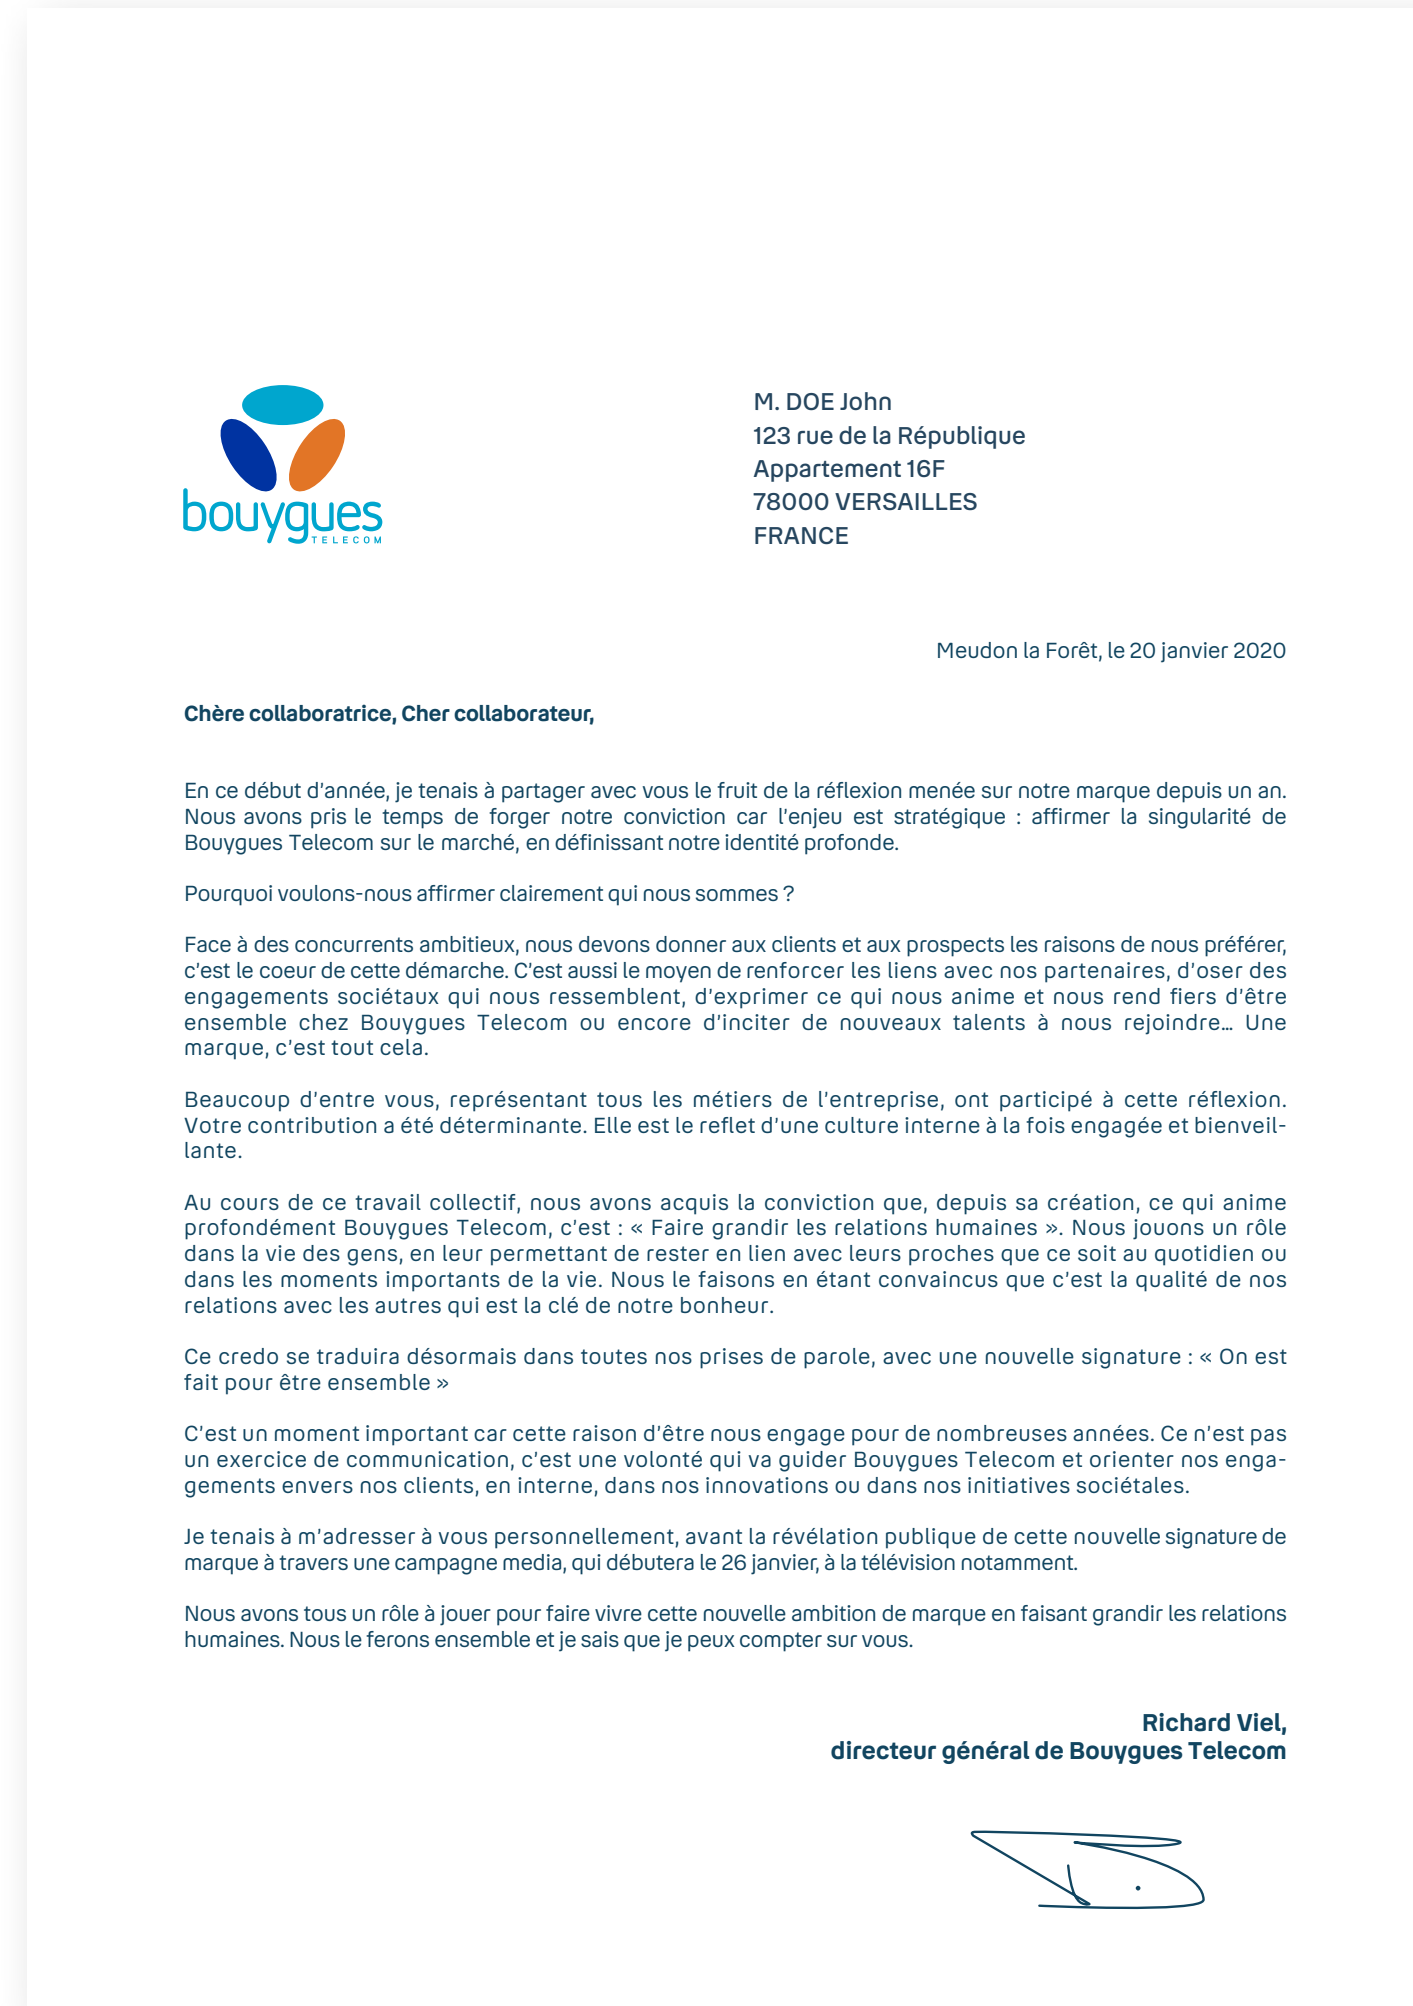 bouygues
TELECOM
M. DOE John
123 rue de la République
Appartement 16F
78000 VERSAILLES
FRANCE
Meudon la Forêt, le 20 janvier 2020
Chère collaboratrice, Cher collaborateur,
En ce début d'année, je tenais à partager avec vous le fruit de la réflexion menée sur notre marque depuis un an.
Nous avons pris le temps de forger notre conviction car l'enjeu est stratégique : affirmer la singularité de
Bouygues Telecom sur le marché, en définissant notre identité profonde.
Pourquoi voulons-nous affirmer clairement qui nous sommes ?
Face à des concurrents ambitieux, nous devons donner aux clients et aux prospects les raisons de nous préférer,
c'est le coeur de cette démarche. C'est aussi le moyen de renforcer les liens avec nos partenaires, d'oser des
engagements sociétaux qui nous ressemblent, d'exprimer ce qui nous anime et nous rend fiers d'être
ensemble chez Bouygues Telecom ou encore d'inciter de nouveaux talents à nous rejoindre… Une
marque, c'est tout cela.
Beaucoup d'entre vous, représentant tous les métiers de l'entreprise, ont participé à cette réflexion.
Votre contribution a été déterminante. Elle est le reflet d'une culture interne à la fois engagée et bienveil-
lante.
Au cours de ce travail collectif, nous avons acquis la conviction que, depuis sa création, ce qui anime
profondément Bouygues Telecom, c'est : « Faire grandir les relations humaines ». Nous jouons un rôle
dans la vie des gens, en leur permettant de rester en lien avec leurs proches que ce soit au quotidien ou
dans les moments importants de la vie. Nous le faisons en étant convaincus que c'est la qualité de nos
relations avec les autres qui est la clé de notre bonheur.
Ce credo se traduira désormais dans toutes nos prises de parole, avec une nouvelle signature : « On est
fait pour être ensemble »
C'est un moment important car cette raison d'être nous engage pour de nombreuses années. Ce n'est pas
un exercice de communication, c'est une volonté qui va guider Bouygues Telecom et orienter nos enga-
gements envers nos clients, en interne, dans nos innovations ou dans nos initiatives sociétales.
Je tenais à m'adresser à vous personnellement, avant la révélation publique de cette nouvelle signature de
marque à travers une campagne media, qui débutera le 26 janvier, à la télévision notamment.
Nous avons tous un rôle à jouer pour faire vivre cette nouvelle ambition de marque en faisant grandir les relations
humaines. Nous le ferons ensemble et je sais que je peux compter sur vous.
Richard Viel,
directeur général de Bouygues Telecom